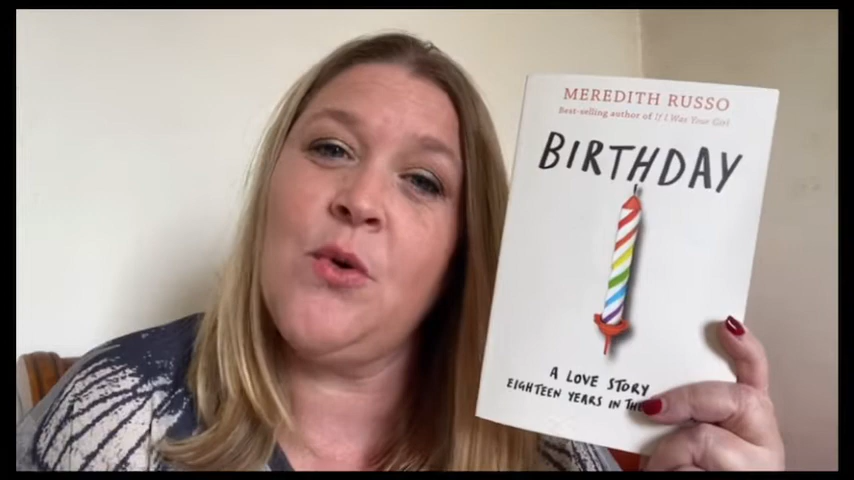 MEREDITH RUSSO
Best-selling author of If I Was Your Girl
BIRTHDAY
A LOVE STORY
EIGHTEEN YEARS IN THE